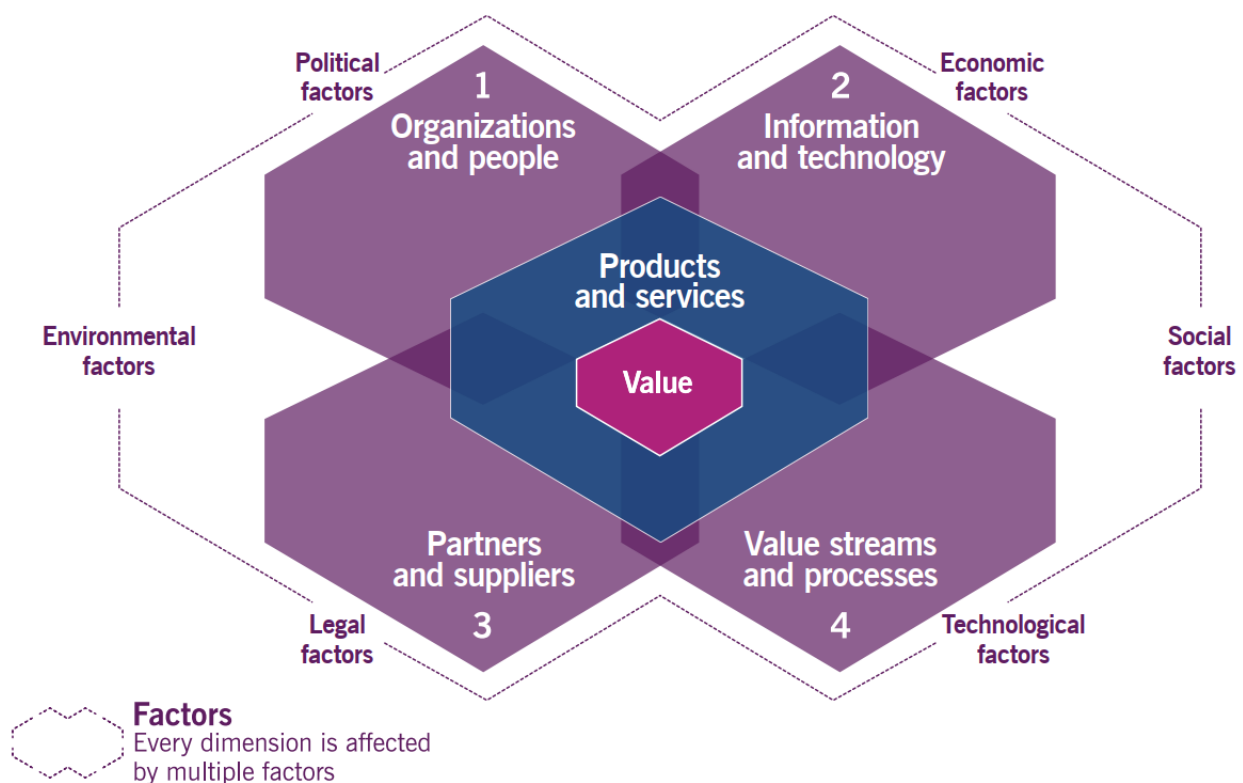 Political
factors
1
Organizations
and people
2
Information
and technology
Economic
factors
Products
and services
Environmental
factors
Value
Social
factors
Partners
and suppliers
3
Value streams
and processes
4
Legal
factors
Technological
factors
Factors
Every dimension is affected
by multiple factors